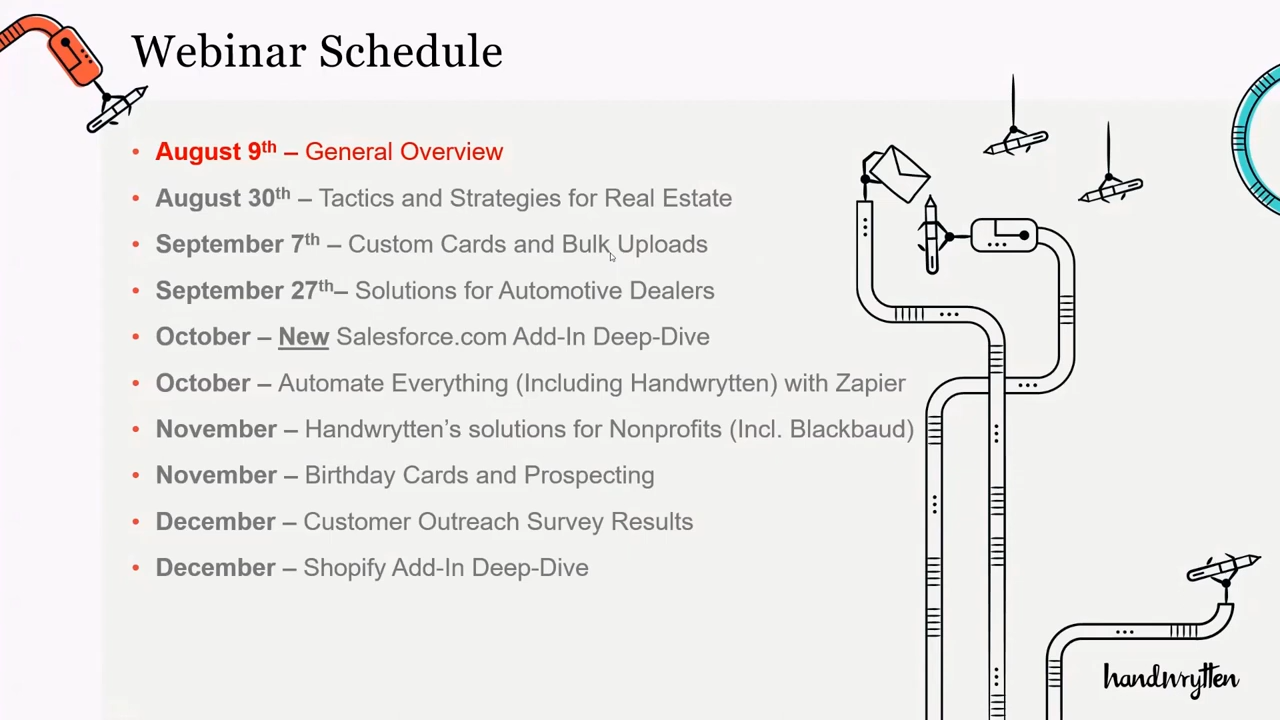 Webinar Schedule
• August 9th – General Overview
• August 30th – Tactics and Strategies for Real Estate
• September 7th – Custom Cards and Bulk Uploads
• September 27th– Solutions for Automotive Dealers
• October – New Salesforce.com Add-In Deep-Dive
• October – Automate Everything (Including Handwrytten) with Zapier
• November – Handwrytten’s solutions for Nonprofits (Incl. Blackbaud)
• November – Birthday Cards and Prospecting
• December – Customer Outreach Survey Results
• December – Shopify Add-In Deep-Dive
handwrytten